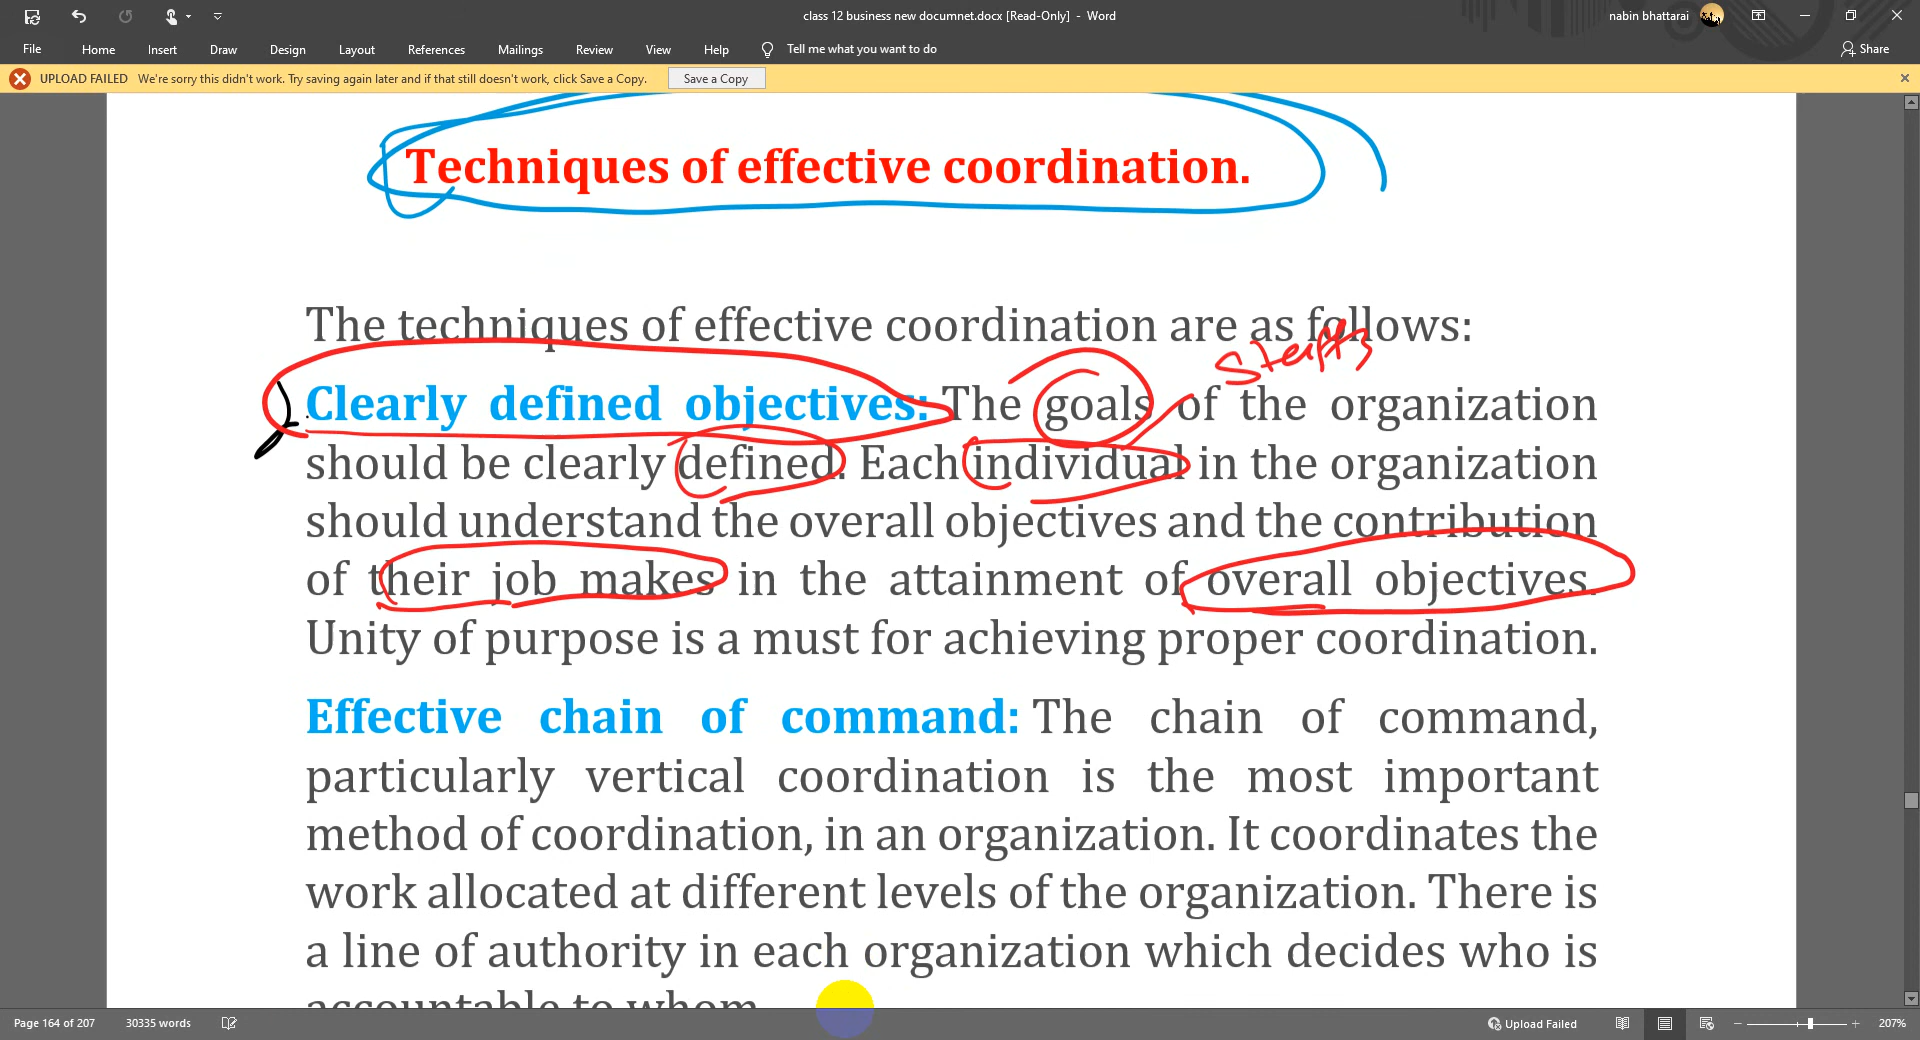 class 12 business new documnet.docx [Read-Only] - Word
nabin bhattarai
File Home Insert Draw Design Layout References Mailings Review View Help Tell me what you want to do Share
UPLOAD FAILED We're sorry this didn't work. Try saving again later and if that still doesn't work, click Save a Copy. Save a Copy
Techniques of effective coordination.
The techniques of effective coordination are as follows:
staffs
Clearly defined objectives: The goals of the organization
should be clearly defined. Each individual in the organization
should understand the overall objectives and the contribution
of their job makes in the attainment of overall objectives.
Unity of purpose is a must for achieving proper coordination.
Effective chain of command: The chain of command,
particularly vertical coordination is the most important
method of coordination, in an organization. It coordinates the
work allocated at different levels of the organization. There is
a line of authority in each organization which decides who is
accountable to whom.
Page 164 of 207 30335 words Upload Failed 207%